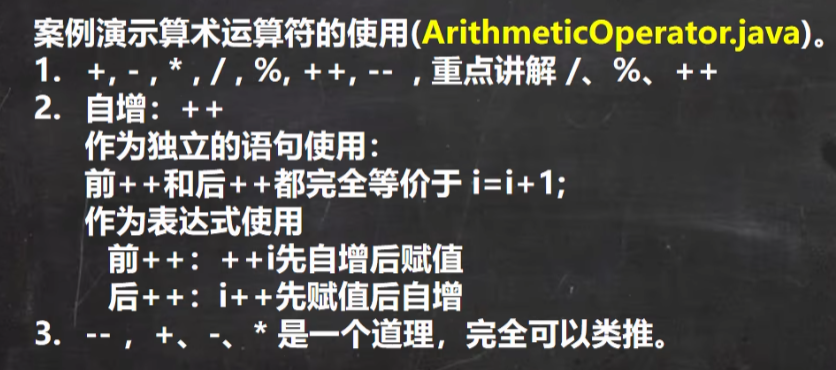 案例演示算术运算符的使用(ArithmeticOperator.java)。
1. +, - , * , / , %, ++, -- , 重点讲解 /、%、++
2. 自增：++
作为独立的语句使用：
前++和后++都完全等价于 i=i+1;
作为表达式使用
前++：++i先自增后赋值
后++：i++先赋值后自增
3. -- ，+、-、* 是一个道理，完全可以类推。